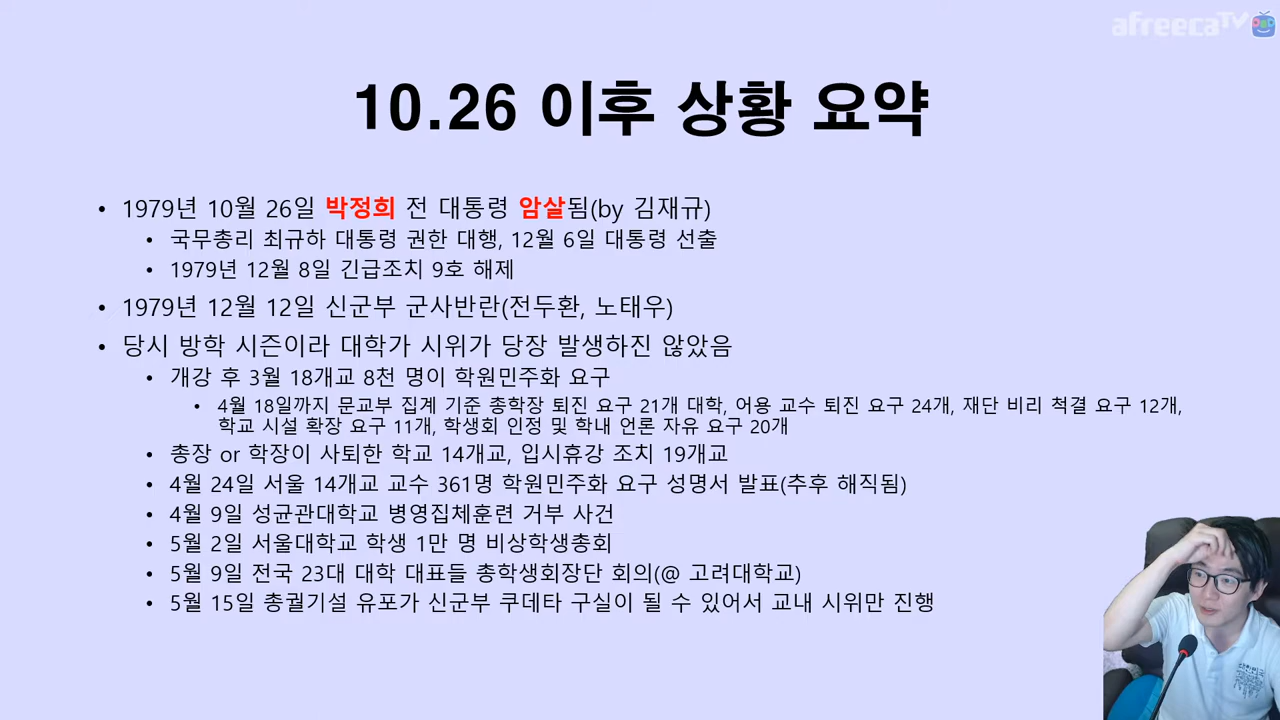 afreecaTV
10.26 이후 상황 요약
• 1979년 10월 26일 박정희 전 대통령 암살됨(by 김재규)
• 국무총리 최규하 대통령 권한 대행, 12월 6일 대통령 선출
• 1979년 12월 8일 긴급조치 9호 해제
• 1979년 12월 12일 신군부 군사반란(전두환, 노태우)
• 당시 방학 시즌이라 대학가 시위가 당장 발생하진 않았음
• 개강 후 3월 18개교 8천 명이 학원민주화 요구
• 4월 18일까지 문교부 집계 기준 총학장 퇴진 요구 21개 대학, 어용 교수 퇴진 요구 24개, 재단 비리 척결 요구 12개,
학교 시설 확장 요구 11개, 학생회 인정 및 학내 언론 자유 요구 20개
• 총장 or 학장이 사퇴한 학교 14개교, 입시휴강 조치 19개교
• 4월 24일 서울 14개교 교수 361명 학원민주화 요구 성명서 발표(추후 해직됨)
• 4월 9일 성균관대학교 병영집체훈련 거부 사건
• 5월 2일 서울대학교 학생 1만 명 비상학생총회
• 5월 9일 전국 23대 대학 대표들 총학생회장단 회의(@ 고려대학교)
• 5월 15일 총궐기설 유포가 신군부 쿠데타 구실이 될 수 있어서 교내 시위만 진행
대한민국